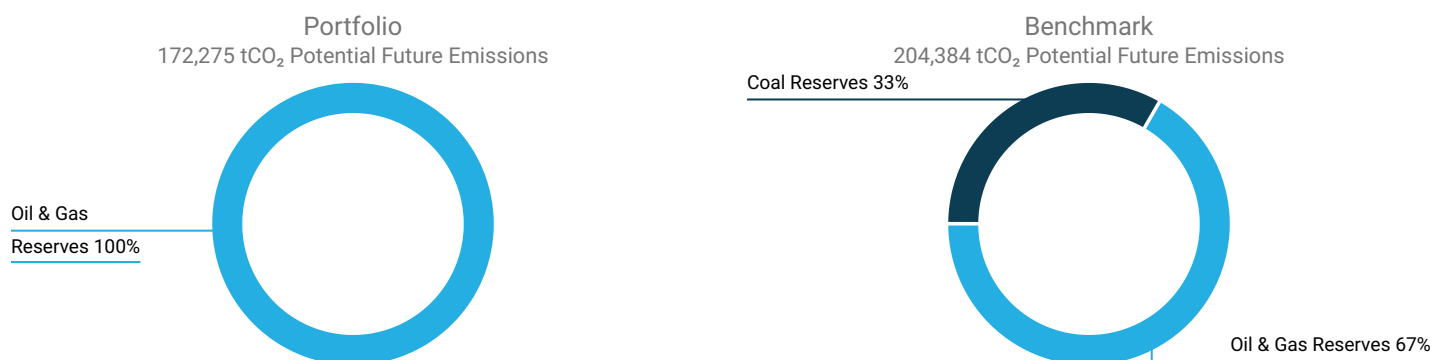 Portfolio
172,275 tCO₂ Potential Future Emissions
Oil & Gas
Reserves 100%
Benchmark
204,384 tCO₂ Potential Future Emissions
Coal Reserves 33%
Oil & Gas Reserves 67%